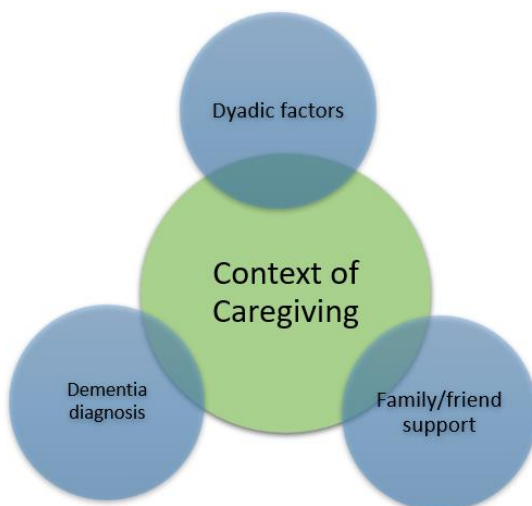 Dyadic factors
Context of
Caregiving
Dementia
diagnosis
Family/friend
support